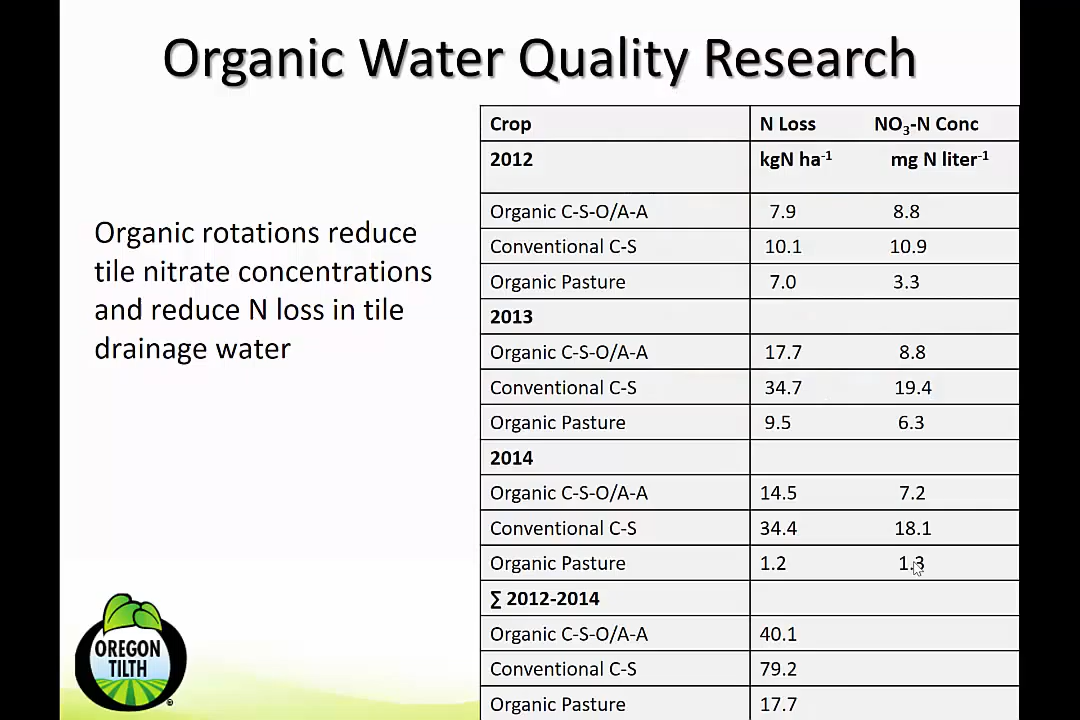 Organic Water Quality Research
Organic rotations reduce
tile nitrate concentrations
and reduce N loss in tile
drainage water
Crop N Loss NO₃-N Conc
2012 kgN ha⁻¹ mg N liter⁻¹
Organic C-S-O/A-A 7.9 8.8
Conventional C-S 10.1 10.9
Organic Pasture 7.0 3.3
2013
Organic C-S-O/A-A 17.7 8.8
Conventional C-S 34.7 19.4
Organic Pasture 9.5 6.3
2014
Organic C-S-O/A-A 14.5 7.2
Conventional C-S 34.4 18.1
Organic Pasture 1.2 1.3
∑ 2012-2014
Organic C-S-O/A-A 40.1
Conventional C-S 79.2
Organic Pasture 17.7
OREGON
TILTH